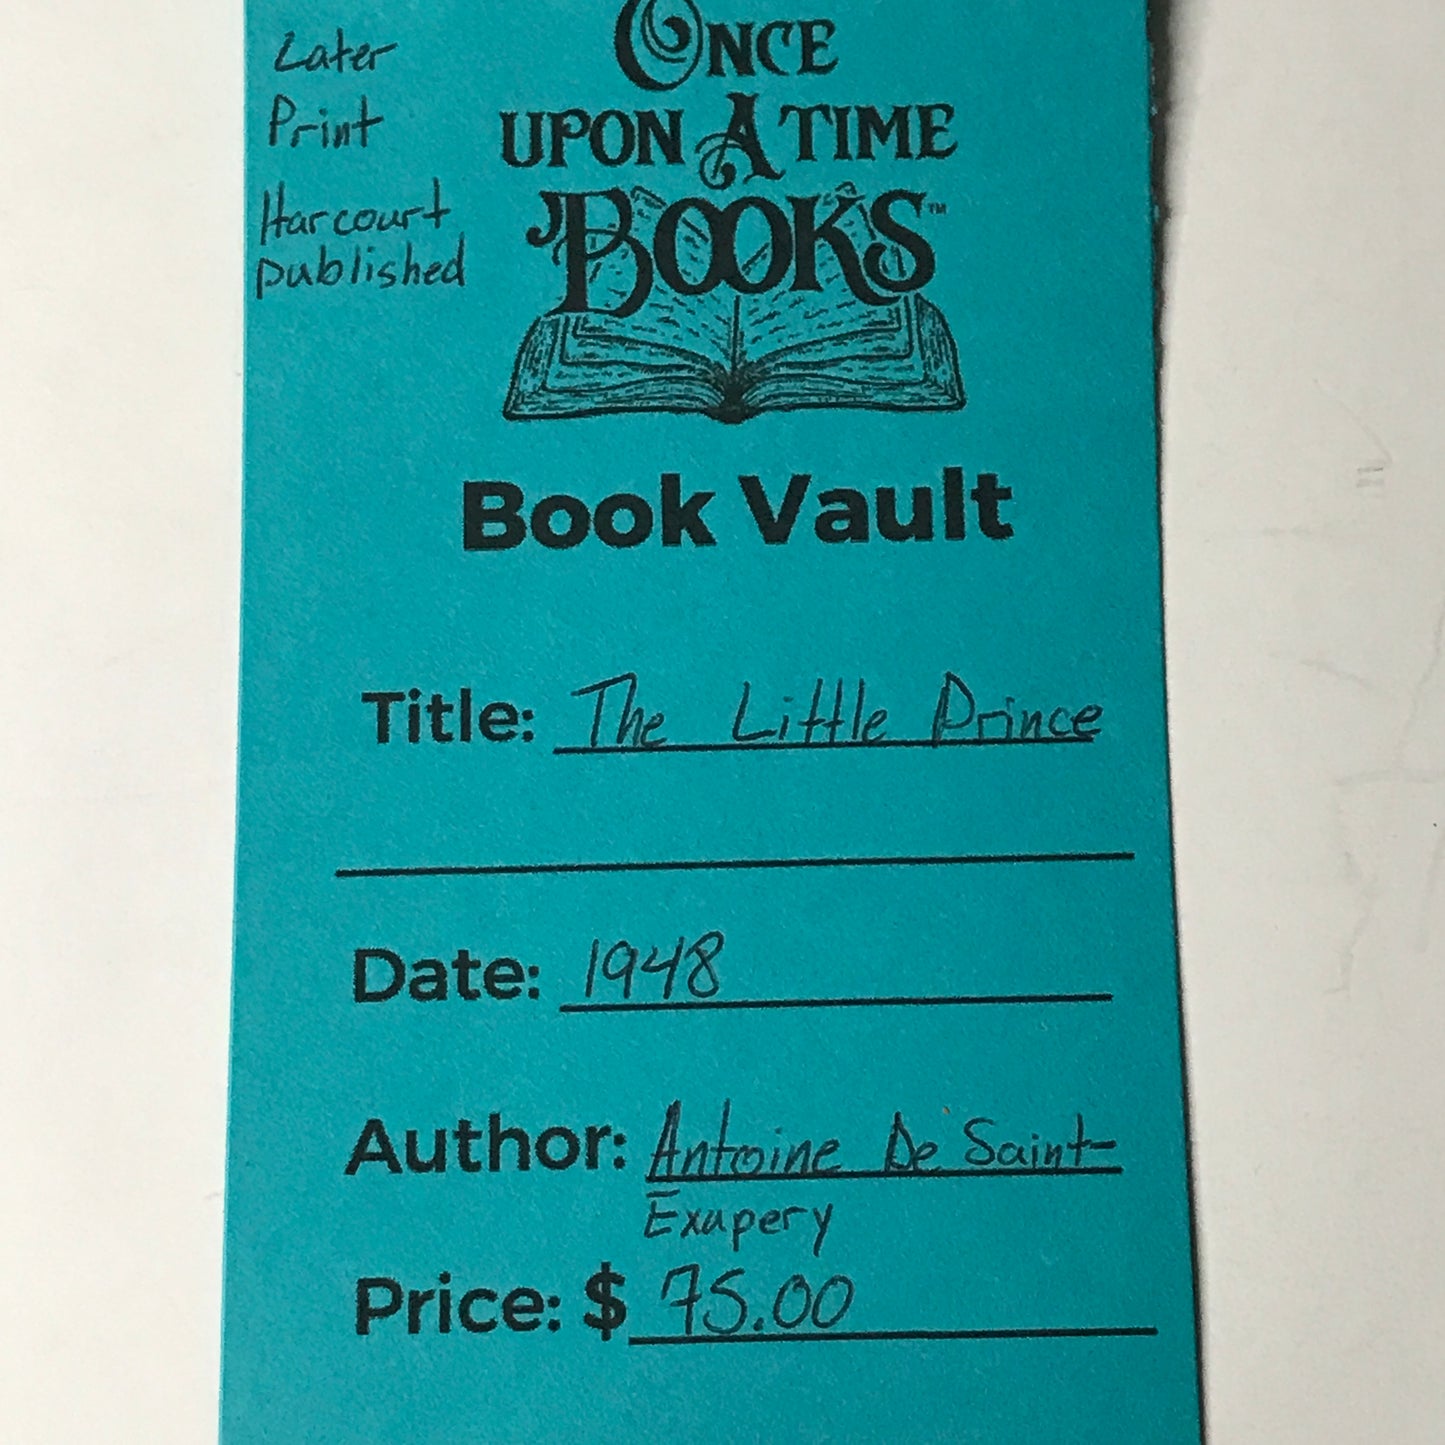 Later
Print
Harcourt
published
ONCE
UPON A TIME
BOOKS™
Book Vault
Title: The Little Prince
Date: 1948
Author: Antoine De Saint-
Exupery
Price: $ 75.00